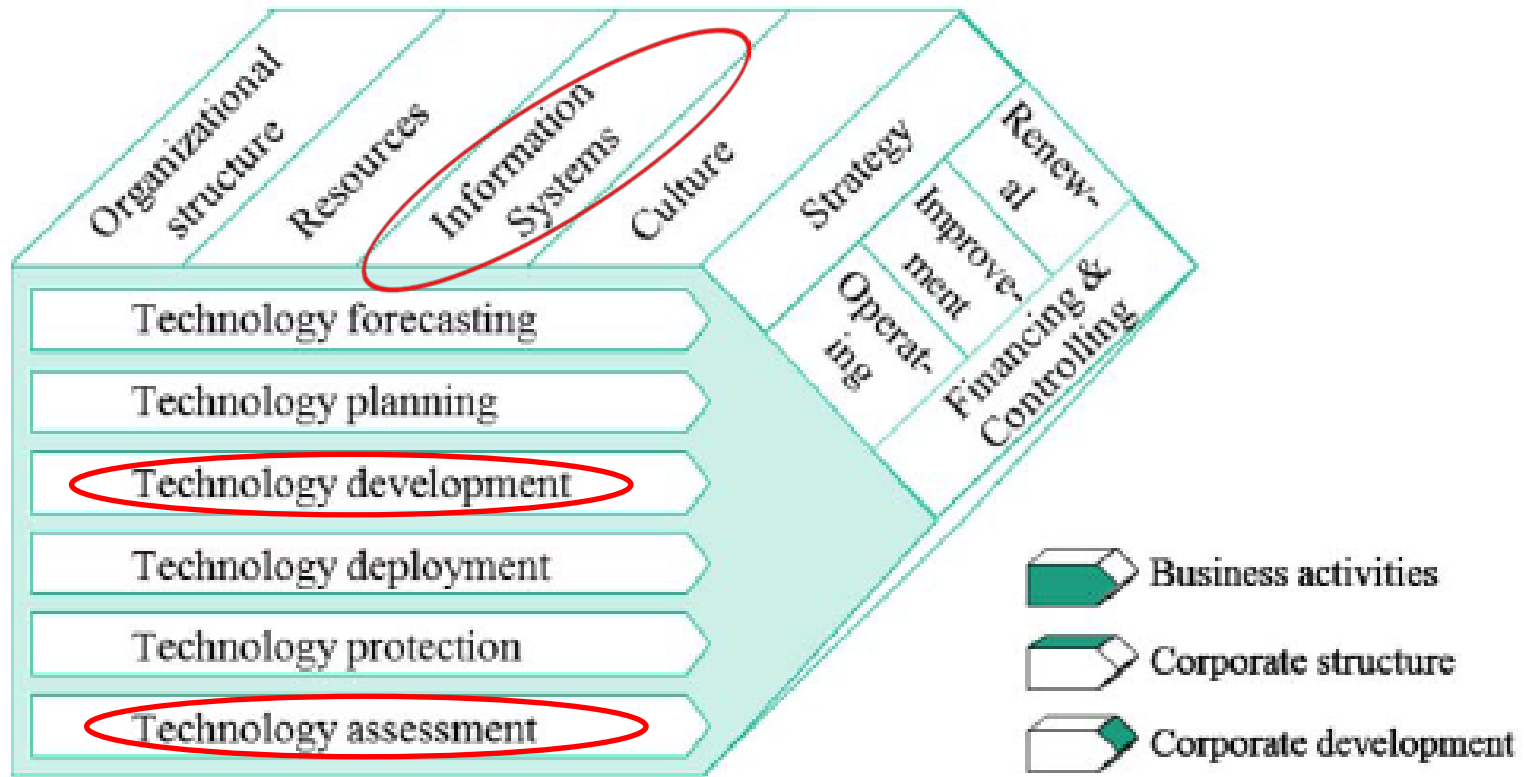 Organizational
structure
Resources
Information
Systems
Culture
Strategy
Renew-
al
Improve-
ment
Operat-
ing
Financing &
Controlling
Technology forecasting
Technology planning
Technology development
Technology deployment
Technology protection
Technology assessment
Business activities
Corporate structure
Corporate development